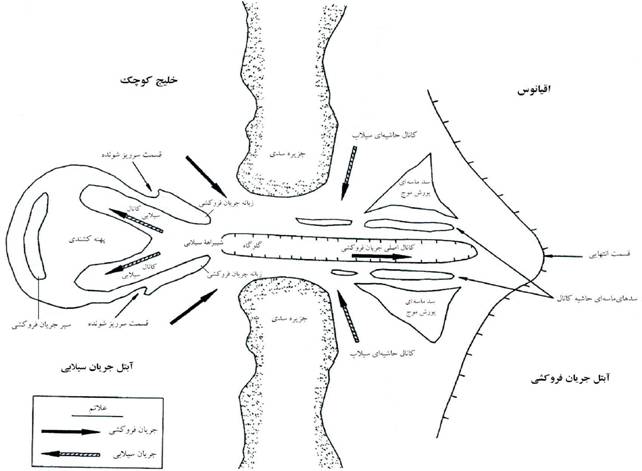 اقیانوس
خلیج کوچک
کانال حاشیه‌ای سیلاب
جزیره سدی
قسمت سرریز شونده
سد ماسه‌ای
پورش موج
زبانه جریان فروکشی
کانال
سیلابی
پهنه کشندی
شیبراهة سیلابی
گلوگاه
کانال اصلی جریان فروکشی
قسمت انتهایی
کانال
سیلابی
زبانه جریان فروکشی
سدهای‌ماسه‌ای حاشیه کانال
سد ماسه‌ای
پورش موج
سپر جریان فروکشی
قسمت سرریز شونده
جزیره سدی
کانال حاشیه‌ای سیلاب
آبتل جریان سیلابی
آبتل جریان فروکشی
علائم
جریان فروکشی
جریان سیلابی